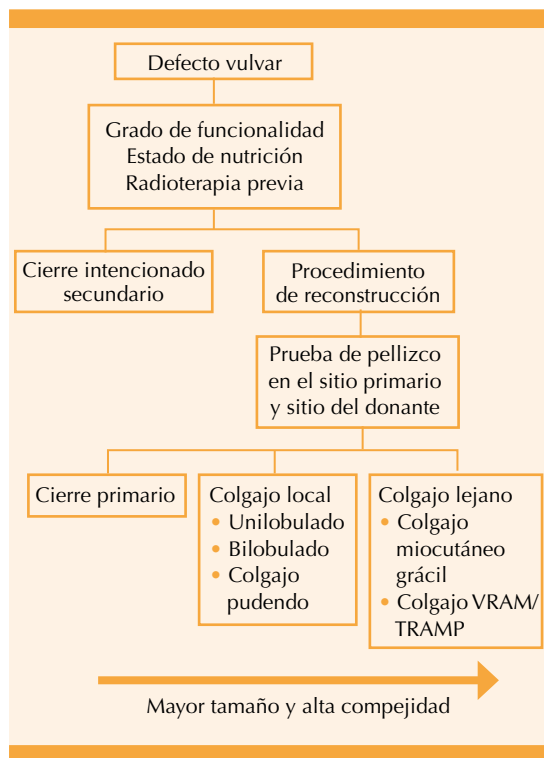 Defecto vulvar
Grado de funcionalidad
Estado de nutrición
Radioterapia previa
Cierre intencionado
secundario
Procedimiento
de reconstrucción
Prueba de pellizco
en el sitio primario
y sitio del donante
Cierre primario
Colgajo local
• Unilobulado
• Bilobulado
• Colgajo
pudendo
Colgajo lejano
• Colgajo
miocutáneo
grácil
• Colgajo VRAM/
TRAMP
Mayor tamaño y alta compejidad